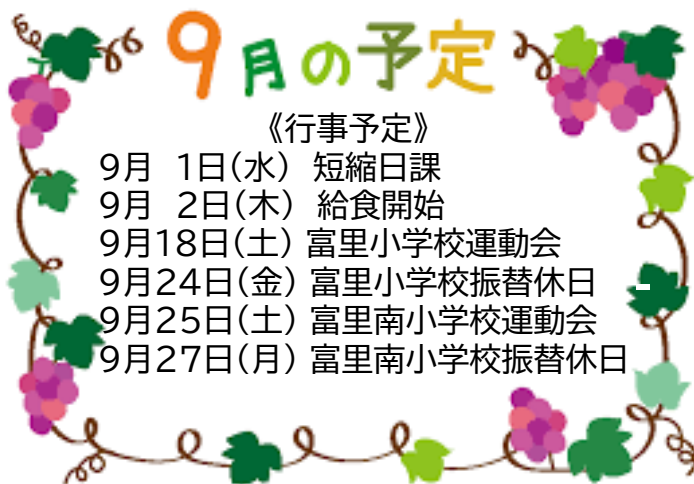 9月の予定
《行事予定》
9月　1日(水)　短縮日課
9月　2日(木)　給食開始
9月18日(土) 富里小学校運動会
9月24日(金) 富里小学校振替休日
9月25日(土) 富里南小学校運動会
9月27日(月) 富里南小学校振替休日